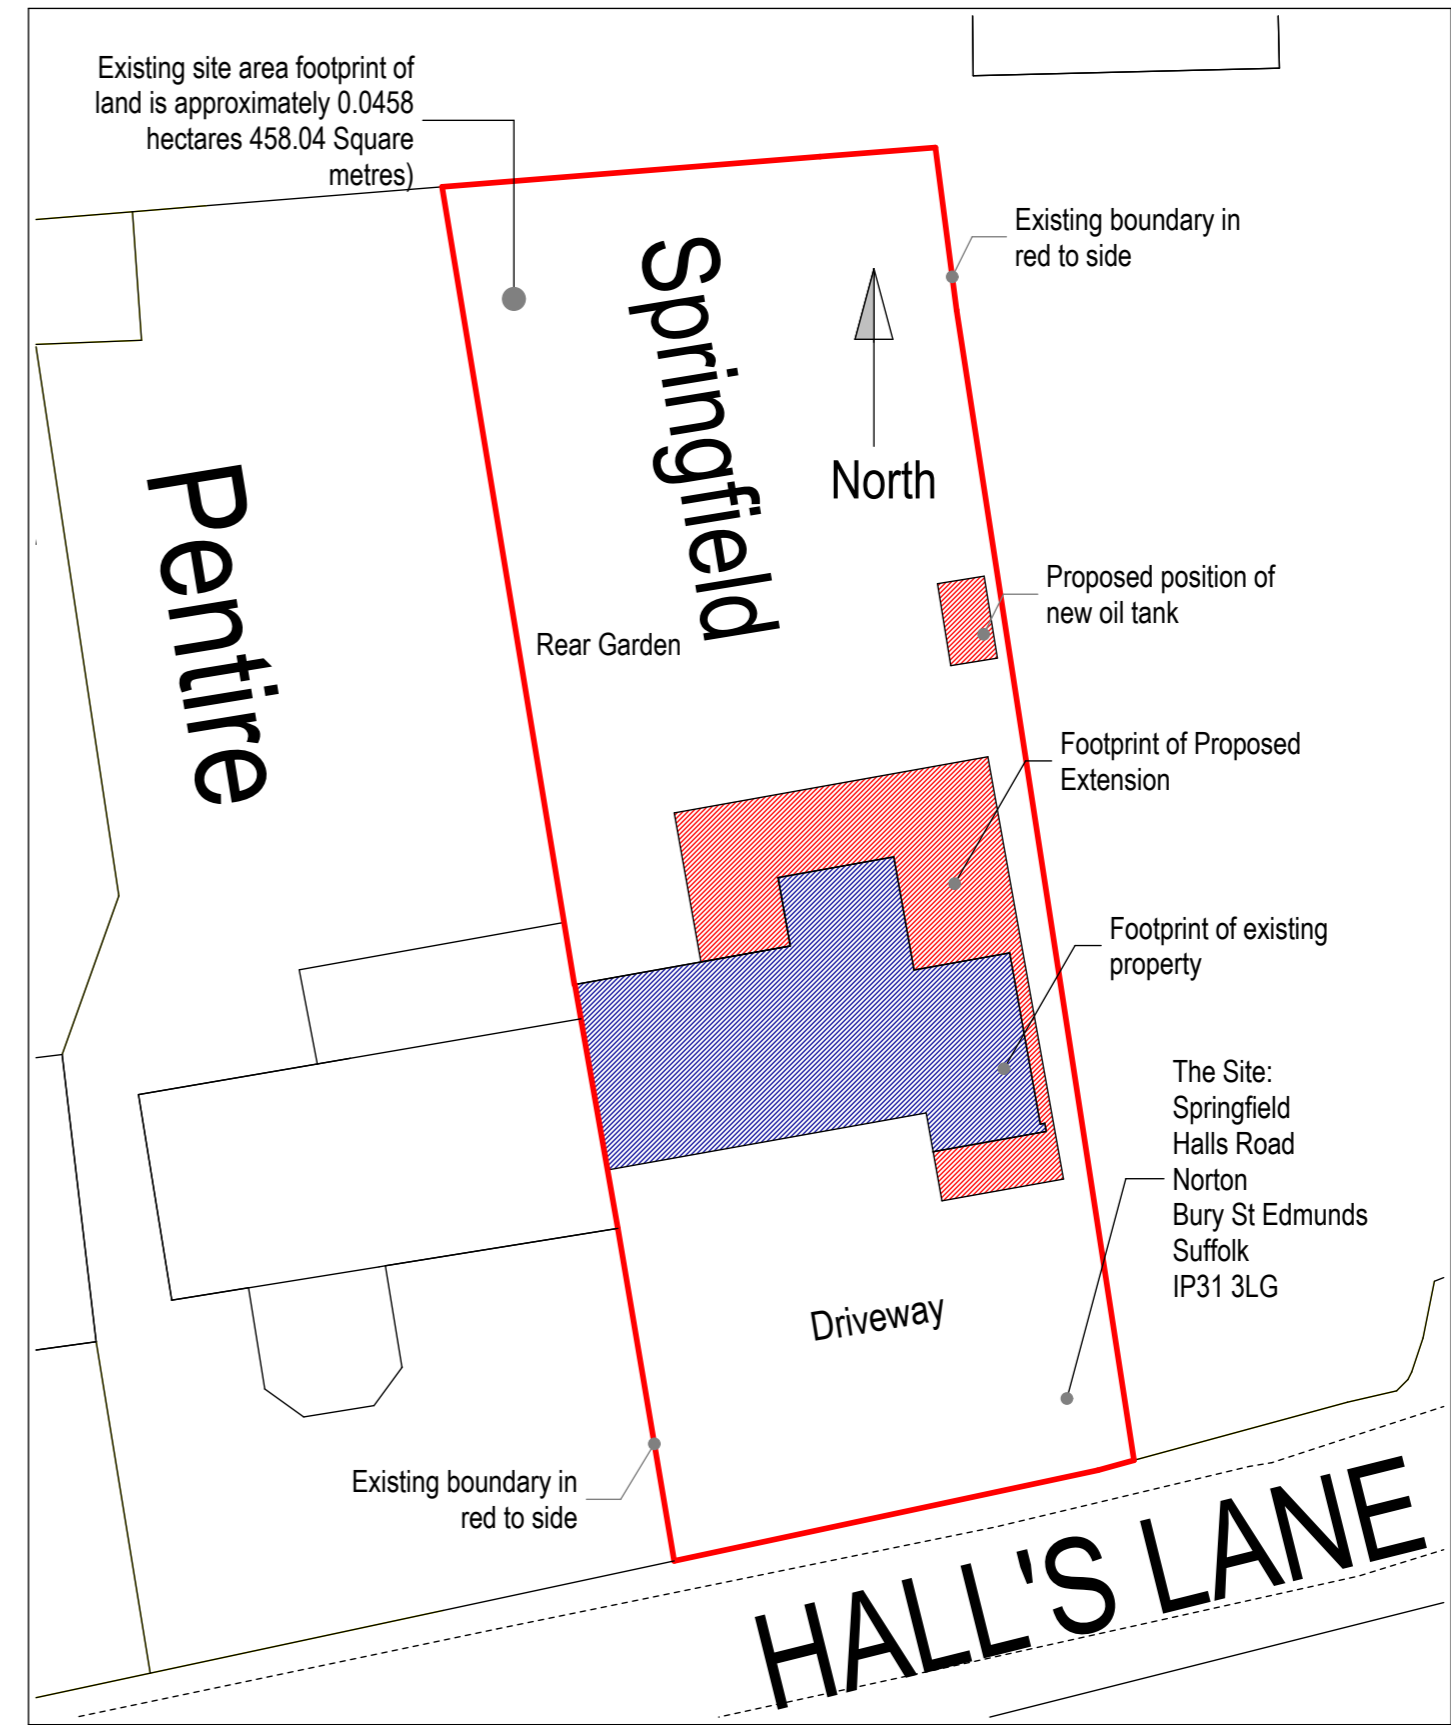 Existing site area footprint of
land is approximately 0.0458
hectares 458.04 Square
metres)
Existing boundary in
red to side
Springfield
North
Pentire
Proposed position of
new oil tank
Rear Garden
Footprint of Proposed
Extension
Footprint of existing
property
The Site:
Springfield
Halls Road
Norton
Bury St Edmunds
Suffolk
IP31 3LG
Driveway
Existing boundary in
red to side
HALL'S LANE